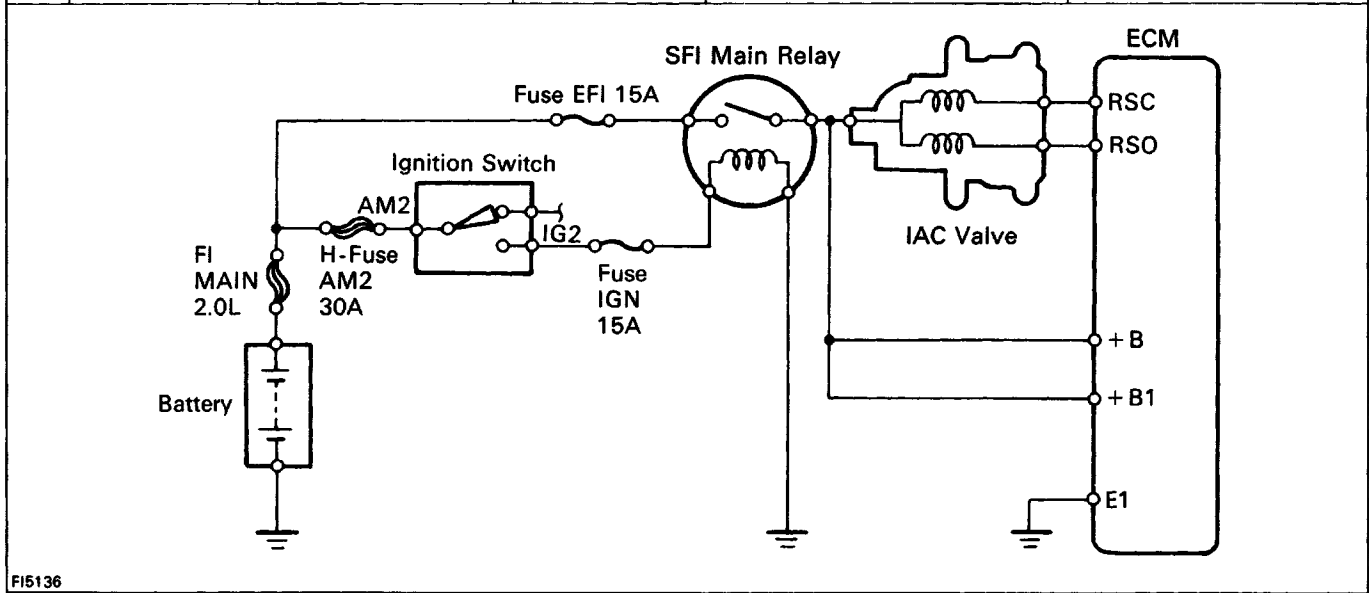 ECM
SFI Main Relay
Fuse EFI 15A
RSC
RSO
Ignition Switch
AM2
IG2
IAC Valve
FI
MAIN
2.0L
H-Fuse
AM2
30A
Fuse
IGN
15A
+B
Battery
+B1
E1
FI5136